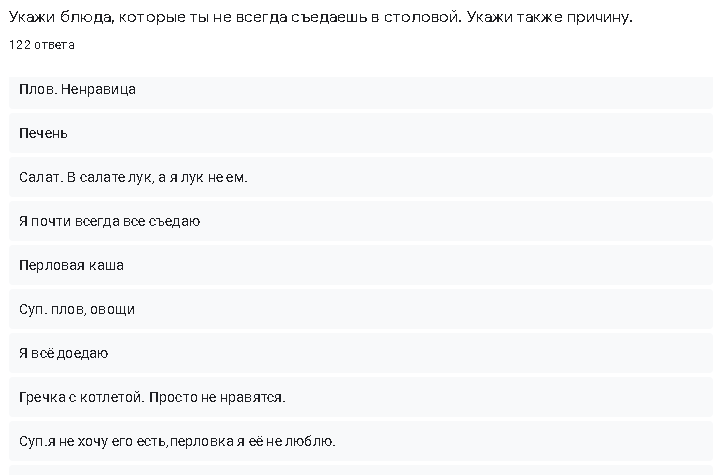 Укажи блюда, которые ты не всегда съедаешь в столовой. Укажи также причину.
122 ответа
Плов. Ненравица
Печень
Салат. В салате лук, а я лук не ем.
Я почти всегда все съедаю
Перловая каша
Суп. плов, овощи
Я всё доедаю
Гречка с котлетой. Просто не нравятся.
Суп.я не хочу его есть,перловка я её не люблю.